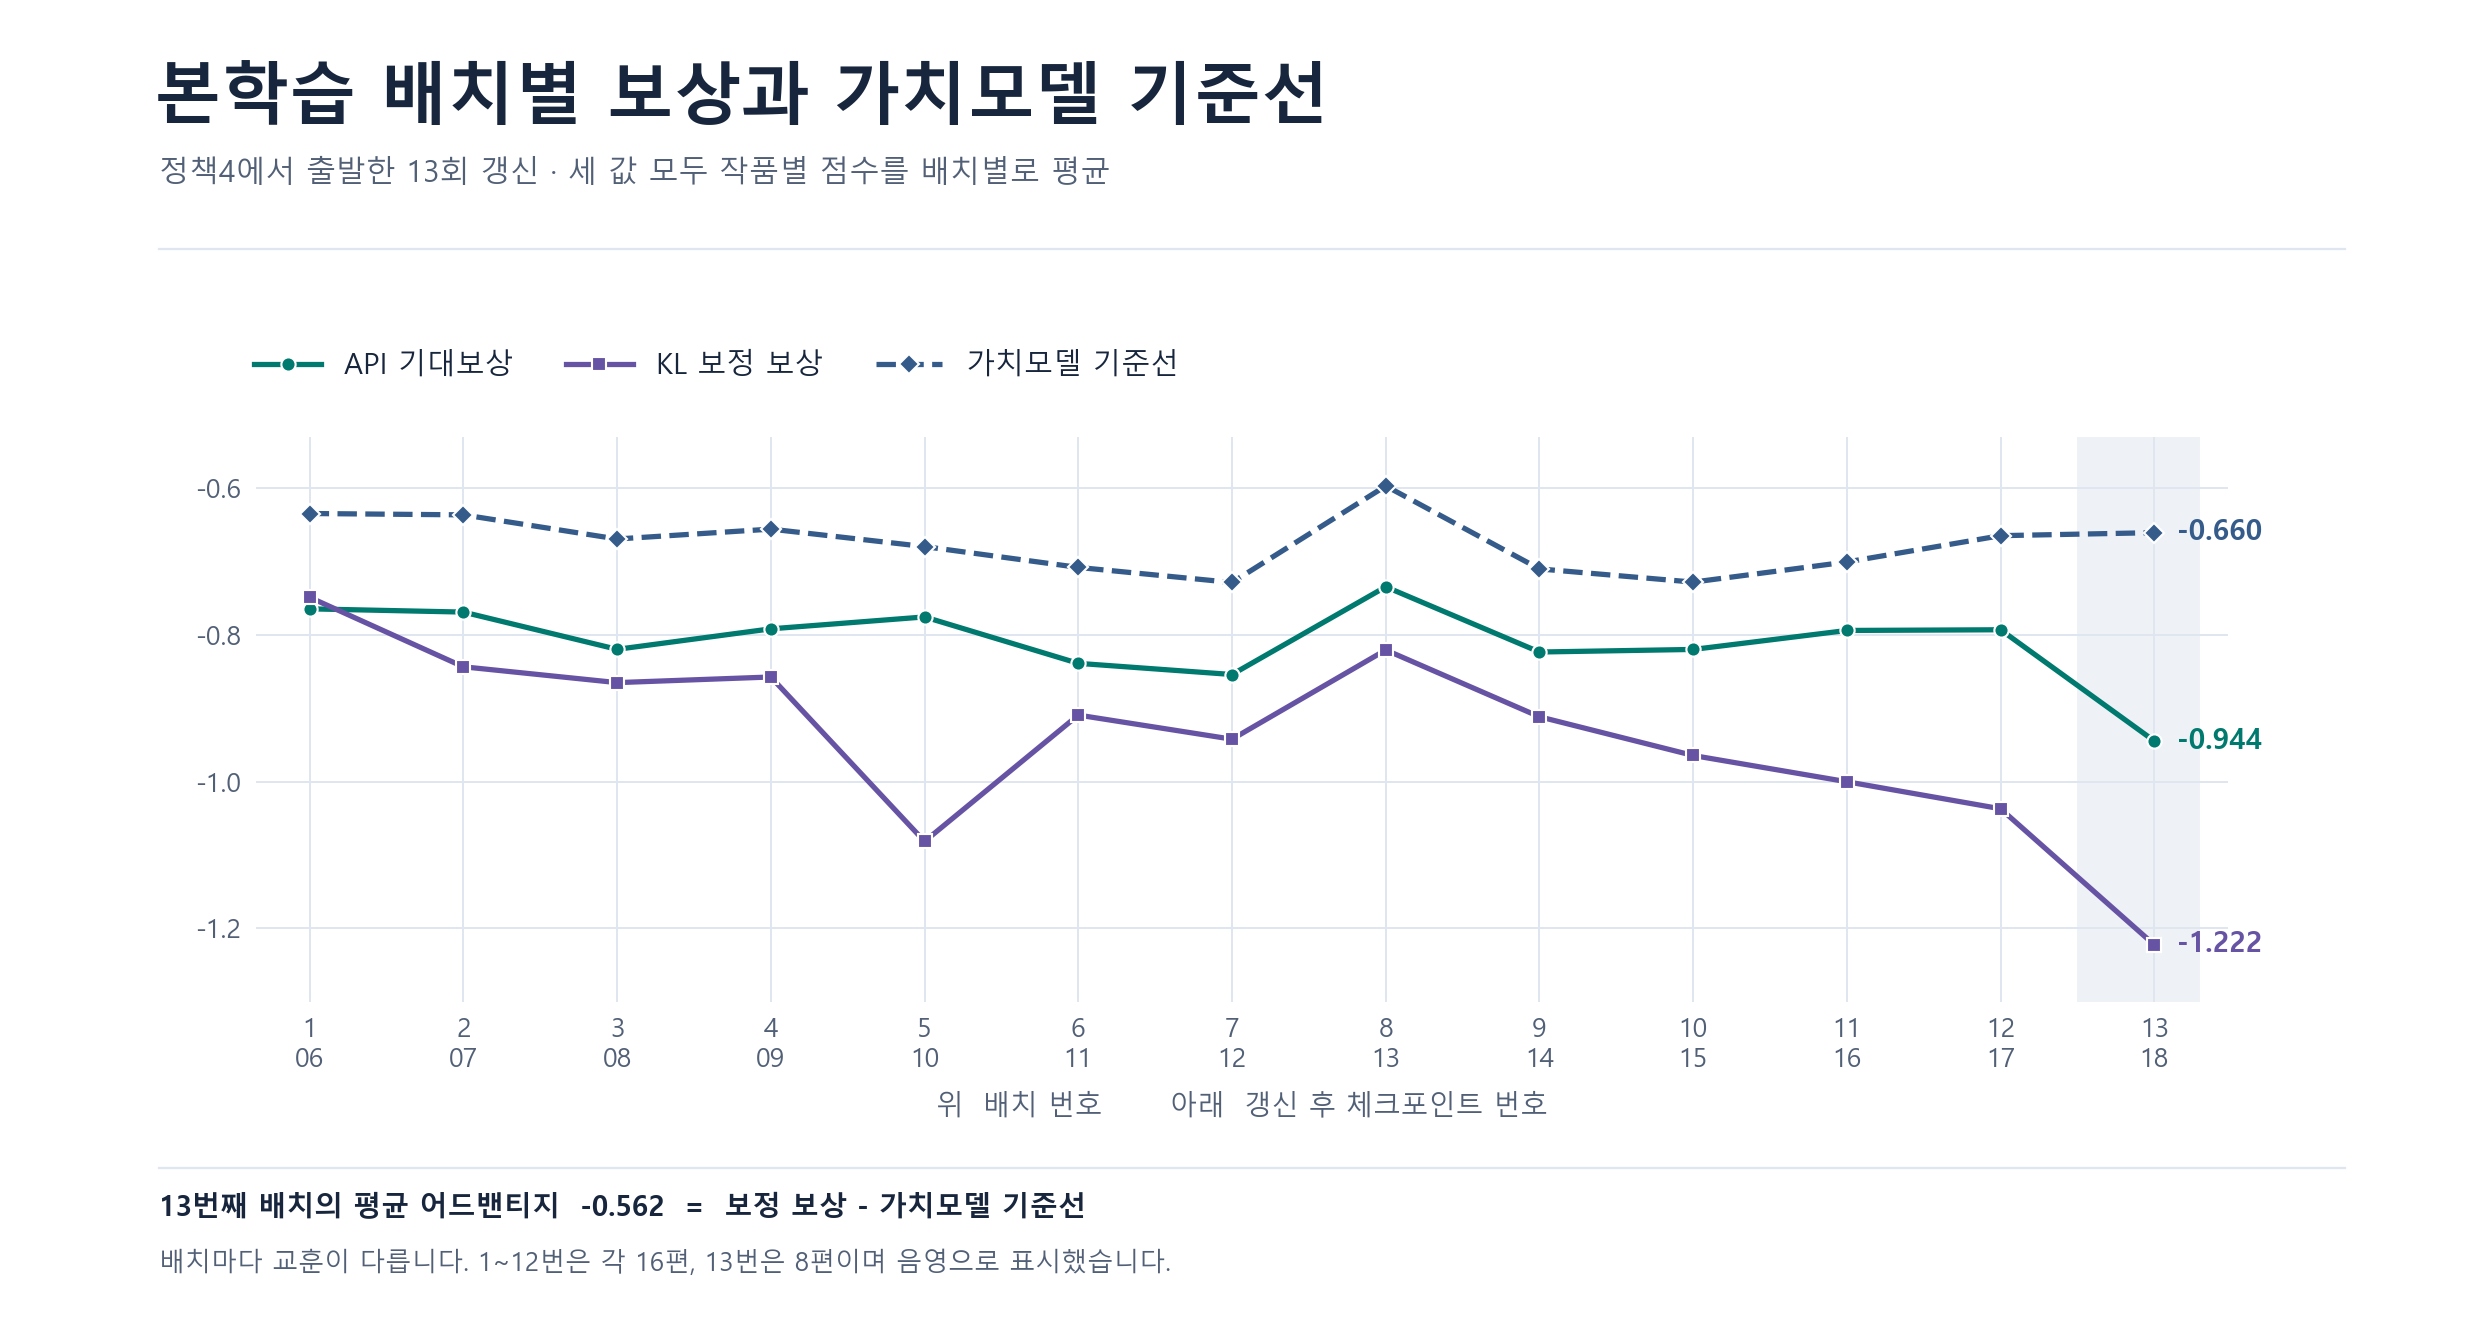 본학습 배치별 보상과 가치모델 기준선
정책4에서 출발한 13회 갱신 · 세 값 모두 작품별 점수를 배치별로 평균
API 기대보상 KL 보정 보상 가치모델 기준선
-0.6
-0.8
-1.0
-1.2
-0.660
-0.944
-1.222
1 2 3 4 5 6 7 8 9 10 11 12 13
06 07 08 09 10 11 12 13 14 15 16 17 18
위 배치 번호 아래 갱신 후 체크포인트 번호
13번째 배치의 평균 어드밴티지 -0.562 = 보정 보상 - 가치모델 기준선
배치마다 교훈이 다릅니다. 1~12번은 각 16편, 13번은 8편이며 음영으로 표시했습니다.